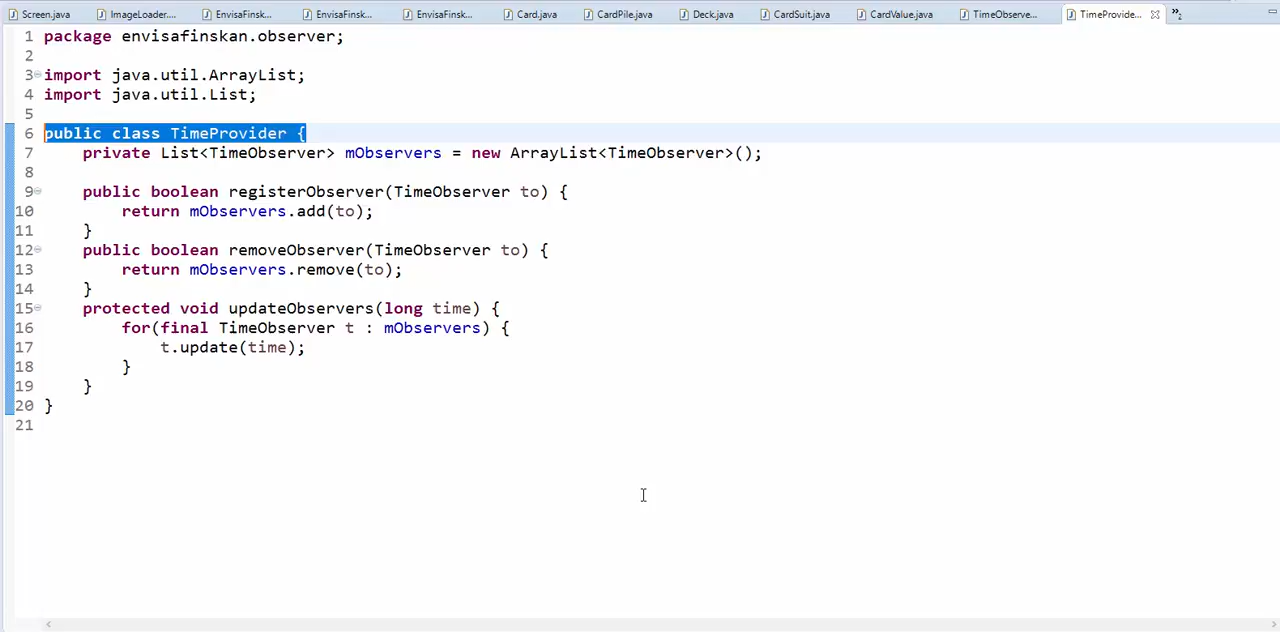 Screen.java ImageLoader.... EnvisaFinsk... EnvisaFinsk... EnvisaFinsk... Card.java CardPile.java Deck.java CardSuit.java CardValue.java TimeObserve... TimeProvide... 2
1 package envisafinskan.observer;
2
3 import java.util.ArrayList;
4 import java.util.List;
5
6 public class TimeProvider {
7 private List<TimeObserver> mObservers = new ArrayList<TimeObserver>();
8
9 public boolean registerObserver(TimeObserver to) {
10 return mObservers.add(to);
11 }
12 public boolean removeObserver(TimeObserver to) {
13 return mObservers.remove(to);
14 }
15 protected void updateObservers(long time) {
16 for(final TimeObserver t : mObservers) {
17 t.update(time);
18 }
19 }
20 }
21